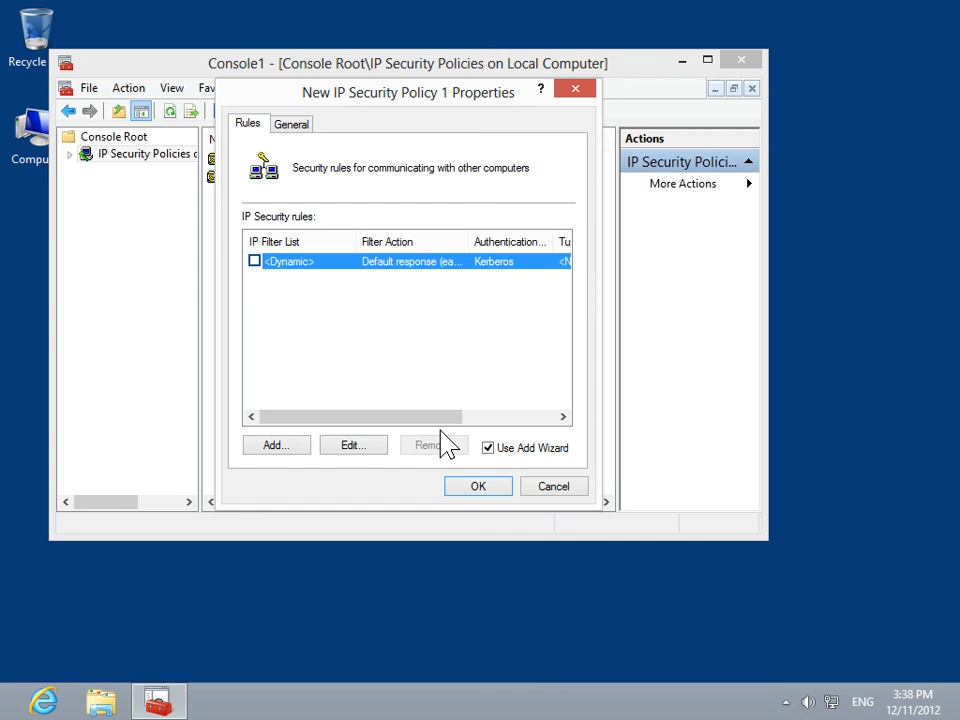 Recycle
Compu
Console1 - [Console Root\IP Security Policies on Local Computer]
File Action View Fav
Console Root
IP Security Policies
N
Actions
IP Security Polici...
More Actions
New IP Security Policy 1 Properties
?
Rules General
Security rules for communicating with other computers
IP Security rules:
IP Filter List Filter Action Authentication... Tu
<Dynamic> Default response (ea... Kerberos <N
Add... Edit... Use Add Wizard
OK Cancel
ENG
3:38 PM
12/11/2012